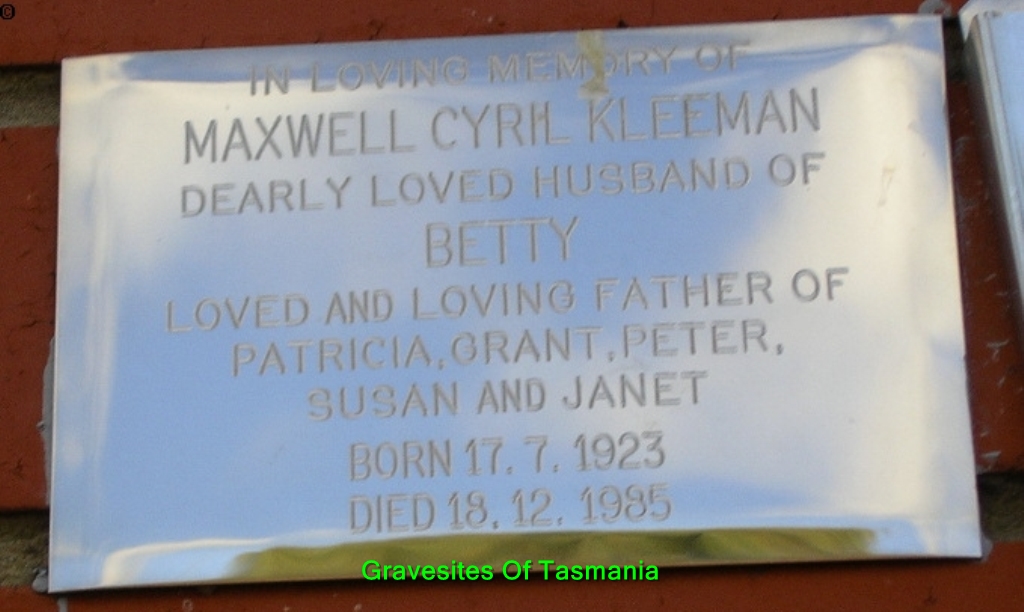 ©
IN LOVING MEMORY OF
MAXWELL CYRIL KLEEMAN
DEARLY LOVED HUSBAND OF
BETTY
LOVED AND LOVING FATHER OF
PATRICIA, GRANT, PETER,
SUSAN AND JANET
BORN 17. 7. 1923
DIED 18. 12. 1985
Gravesites Of Tasmania